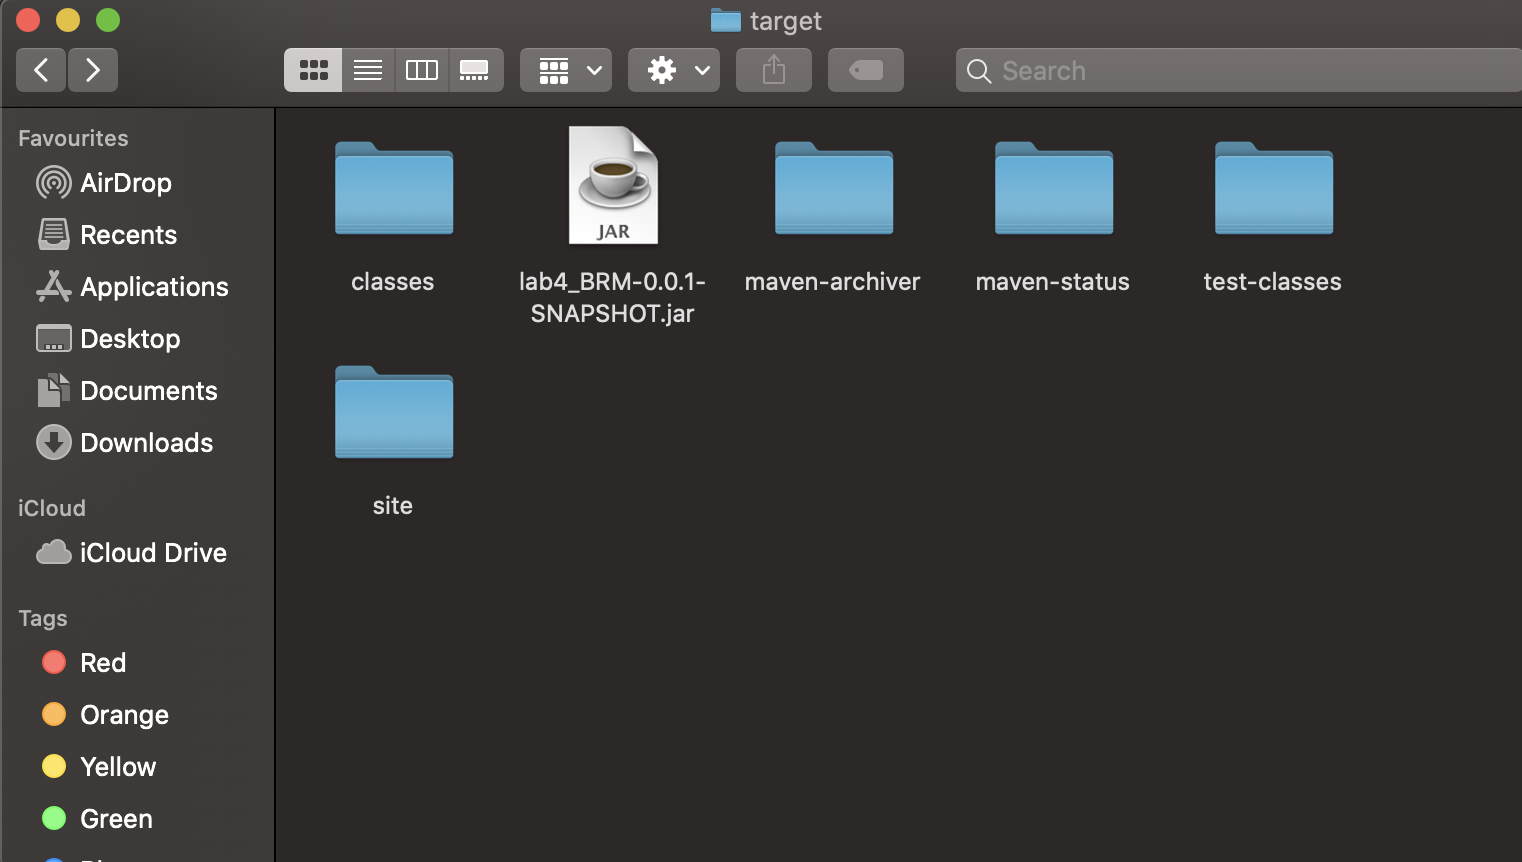 target
Search
Favourites
AirDrop
Recents
Applications
Desktop
Documents
Downloads
iCloud
iCloud Drive
Tags
Red
Orange
Yellow
Green
classes
JAR
lab4_BRM-0.0.1-
SNAPSHOT.jar
maven-archiver
maven-status
test-classes
site